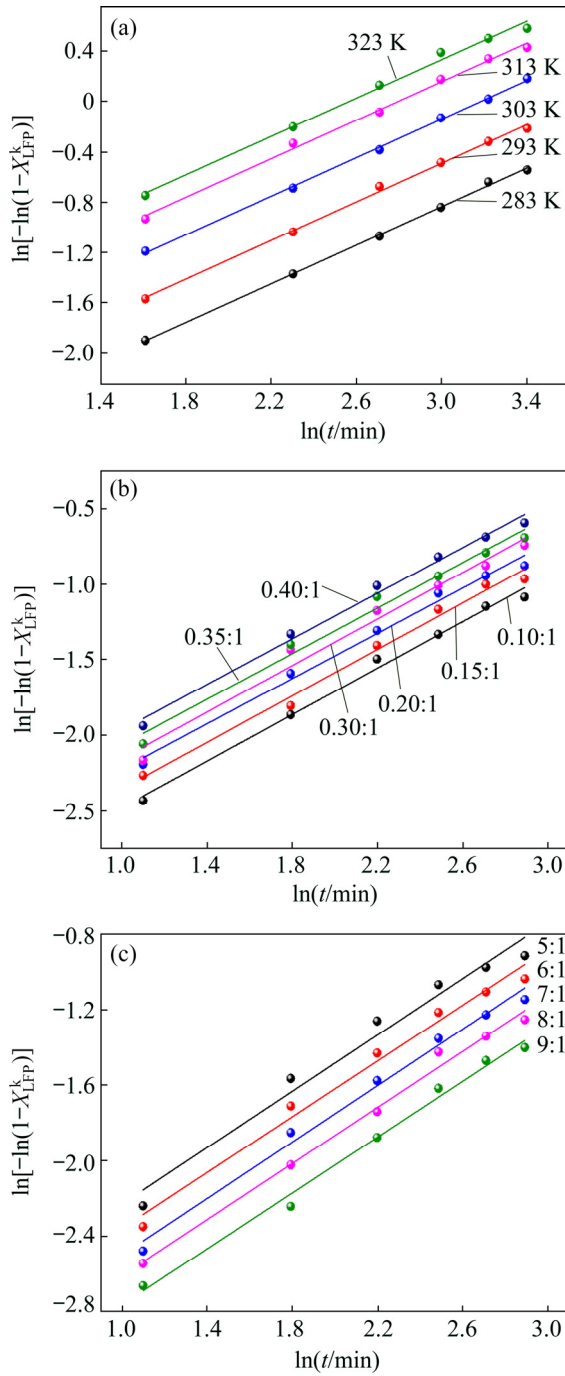 (a)
ln[−ln(1−X^k_LFP)]
0.4
0
−0.4
−0.8
−1.2
−1.6
−2.0
323 K
313 K
303 K
293 K
283 K
1.4 1.8 2.2 2.6 3.0 3.4
ln(t/min)
(b)
ln[−ln(1−X^k_LFP)]
−0.5
−1.0
−1.5
−2.0
−2.5
0.40:1
0.35:1
0.30:1
0.20:1
0.15:1
0.10:1
1.0 1.4 1.8 2.2 2.6 3.0
ln(t/min)
(c)
ln[−ln(1−X^k_LFP)]
−0.8
−1.2
−1.6
−2.0
−2.4
−2.8
5:1
6:1
7:1
8:1
9:1
1.0 1.4 1.8 2.2 2.6 3.0
ln(t/min)